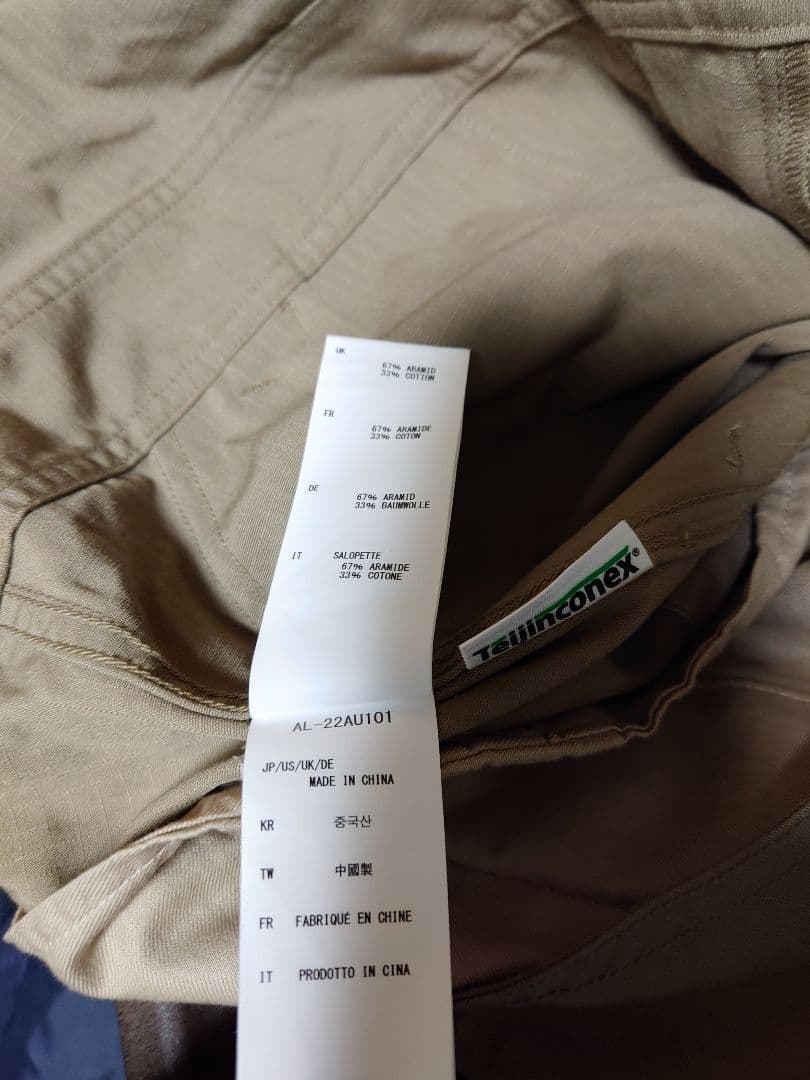 UK
67% ARAMID
33% COTTON
FR
67% ARAMIDE
33% COTON
DE
67% ARAMID
33% BAUMWOLLE
IT SALOPETTE
67% ARAMIDE
33% COTONE
Teijinconex®
AL-22AU101
JP/US/UK/DE
MADE IN CHINA
KR 중국산
TW 中國製
FR FABRIQUÉ EN CHINE
IT PRODOTTO IN CINA